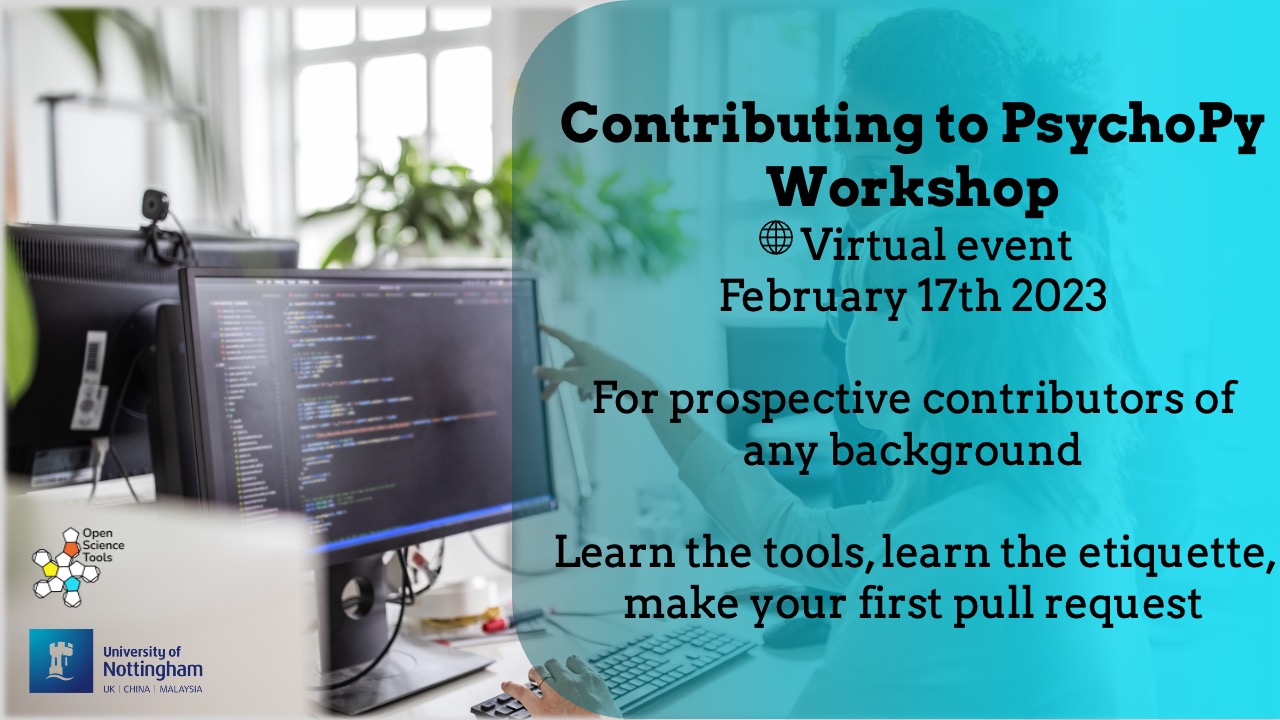 Contributing to PsychoPy
Workshop
Virtual event
February 17th 2023
For prospective contributors of
any background
Learn the tools, learn the etiquette,
make your first pull request
Open
Science
Tools
University of
Nottingham
UK | CHINA | MALAYSIA